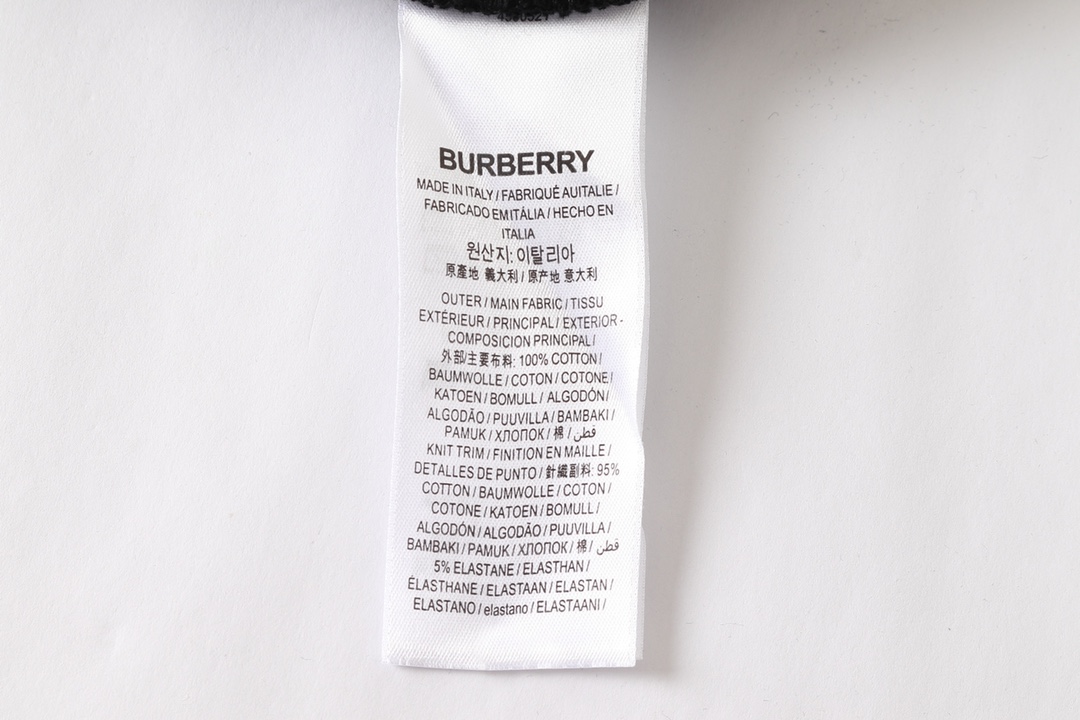 BURBERRY
MADE IN ITALY / FABRIQUÉ AUITALIE /
FABRICADO EM ITÁLIA / HECHO EN
ITALIA
원산지: 이탈리아
原產地 義大利 / 原产地 意大利
OUTER / MAIN FABRIC / TISSU
EXTÉRIEUR / PRINCIPAL / EXTERIOR -
COMPOSICION PRINCIPAL /
外部/主要布料: 100% COTTON /
BAUMWOLLE / COTON / COTONE /
KATOEN / BOMULL / ALGODÓN /
ALGODÃO / PUUVILLA / BAMBAKI /
PAMUK / ХЛОПОК / 棉 / قطن
KNIT TRIM / FINITION EN MAILLE /
DETALLES DE PUNTO / 針織副料: 95%
COTTON / BAUMWOLLE / COTON /
COTONE / KATOEN / BOMULL /
ALGODÓN / ALGODÃO / PUUVILLA /
BAMBAKI / PAMUK / ХЛОПОК / 棉 / قطن
5% ELASTANE / ELASTHAN /
ÉLASTHANE / ELASTAAN / ELASTAN /
ELASTANO / elastano / ELASTAANI /